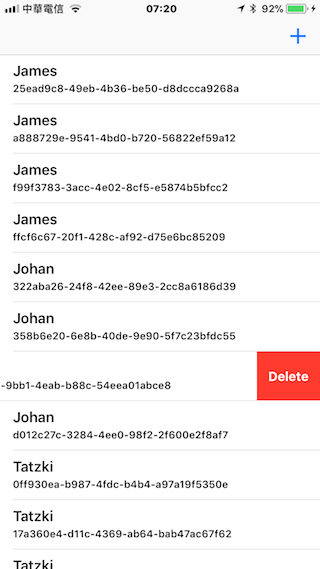 中華電信 07:20 92%
+
James
25ead9c8-49eb-4b36-be50-d8dccca9268a
James
a888729e-9541-4bd0-b720-56822ef59a12
James
f99f3783-3acc-4e02-8cf5-e5874b5bfcc2
James
ffcf6c67-20f1-428c-af92-d75e6bc85209
Johan
322aba26-24f8-42ee-89e3-2cc8a6186d39
Johan
358b6e20-6e8b-40de-9e90-5f7c23bfdc55
-9bb1-4eab-b88c-54eea01abce8 Delete
Johan
d012c27c-3284-4ee0-98f2-2f600e2f8af7
Tatzki
0ff930ea-b987-4fdc-b4b4-a97a19f5350e
Tatzki
17a360e4-d11c-4369-ab64-bab47ac67f62
Tatzki